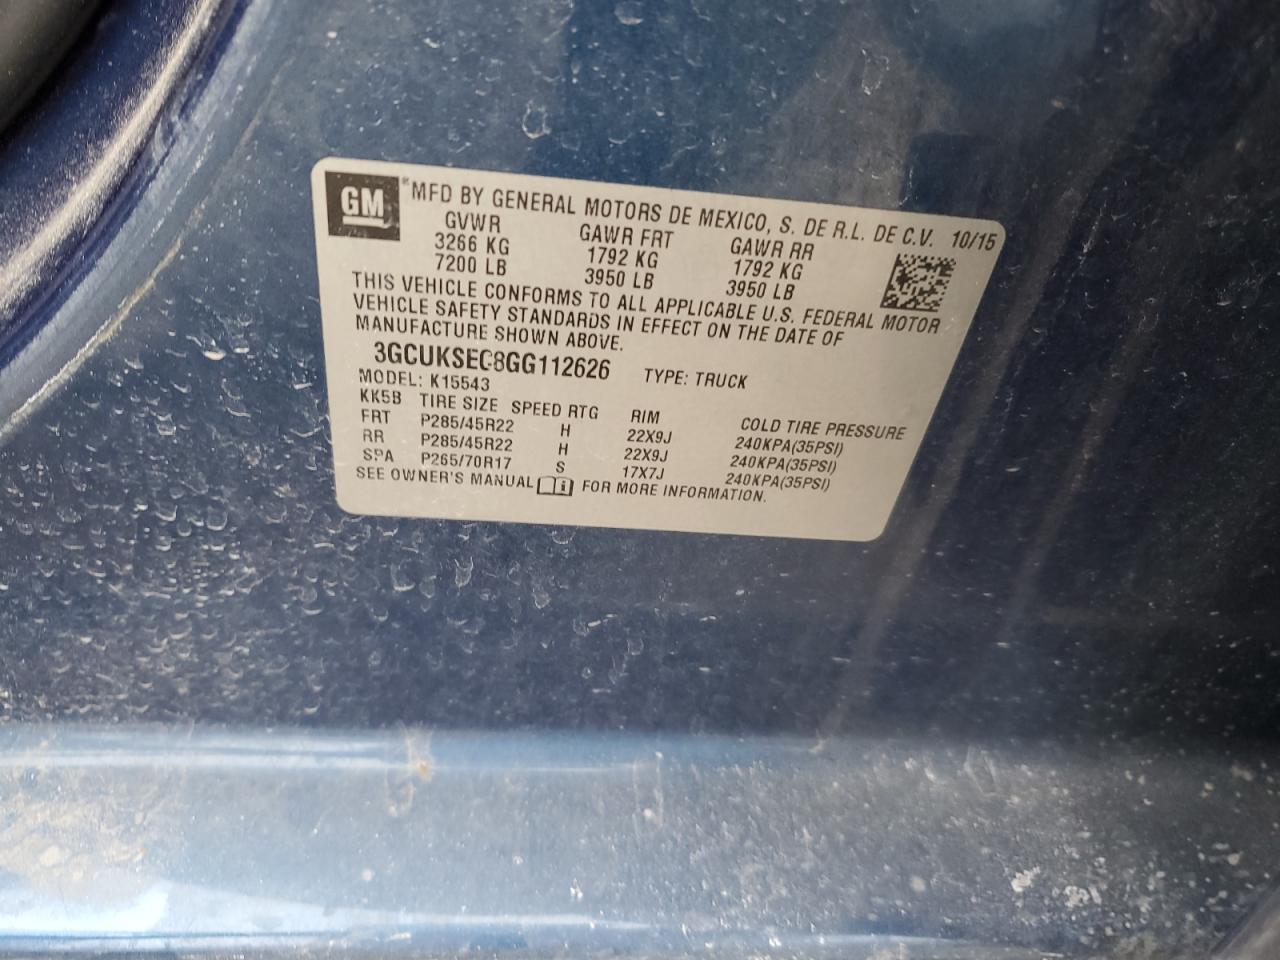 GM *MFD BY GENERAL MOTORS DE MEXICO, S. DE R.L. DE C.V. 10/15
GVWR GAWR FRT GAWR RR
3266 KG 1792 KG 1792 KG
7200 LB 3950 LB 3950 LB
THIS VEHICLE CONFORMS TO ALL APPLICABLE U.S. FEDERAL MOTOR
VEHICLE SAFETY STANDARDS IN EFFECT ON THE DATE OF
MANUFACTURE SHOWN ABOVE.
3GCUKSEC8GG112626 TYPE: TRUCK
MODEL: K15543
KK5B TIRE SIZE SPEED RTG RIM COLD TIRE PRESSURE
FRT P285/45R22 H 22X9J 240KPA(35PSI)
RR P285/45R22 H 22X9J 240KPA(35PSI)
SPA P265/70R17 S 17X7J 240KPA(35PSI)
SEE OWNER'S MANUAL FOR MORE INFORMATION.